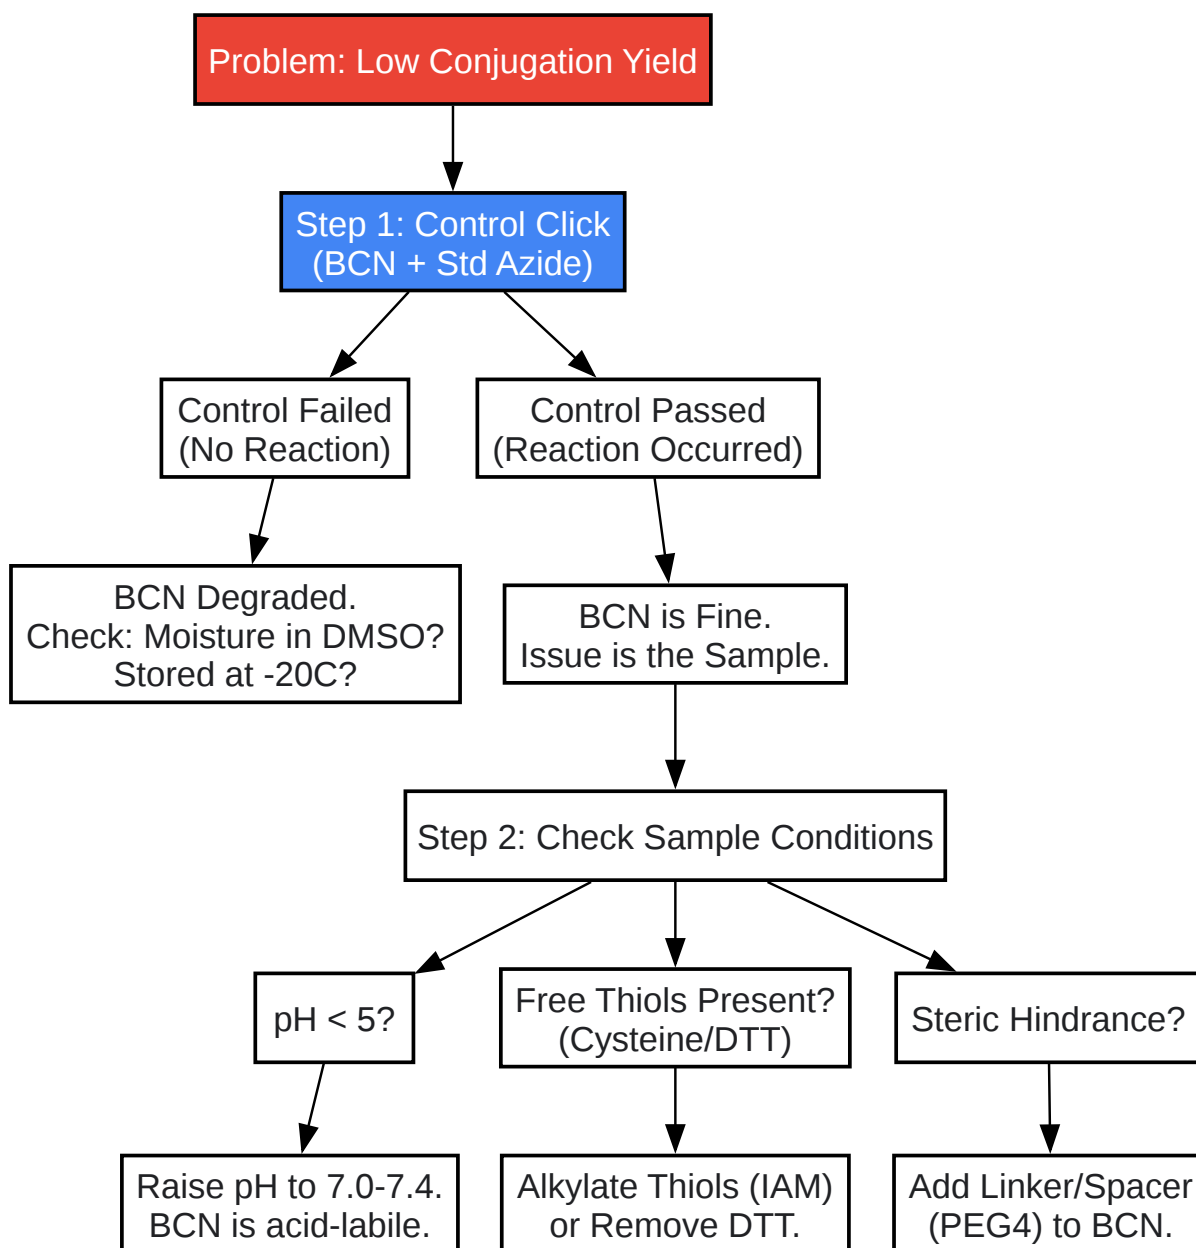 Problem: Low Conjugation Yield
Step 1: Control Click
(BCN + Std Azide)
Control Failed
(No Reaction)
Control Passed
(Reaction Occurred)
BCN Degraded.
Check: Moisture in DMSO?
Stored at -20C?
BCN is Fine.
Issue is the Sample.
Step 2: Check Sample Conditions
pH < 5?
Free Thiols Present?
(Cysteine/DTT)
Steric Hindrance?
Raise pH to 7.0-7.4.
BCN is acid-labile.
Alkylate Thiols (IAM)
or Remove DTT.
Add Linker/Spacer
(PEG4) to BCN.